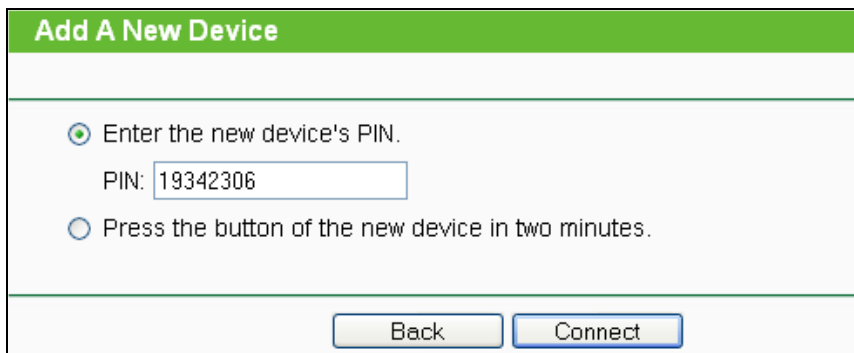 Add A New Device
Enter the new device's PIN.
PIN: 19342306
Press the button of the new device in two minutes.
Back Connect